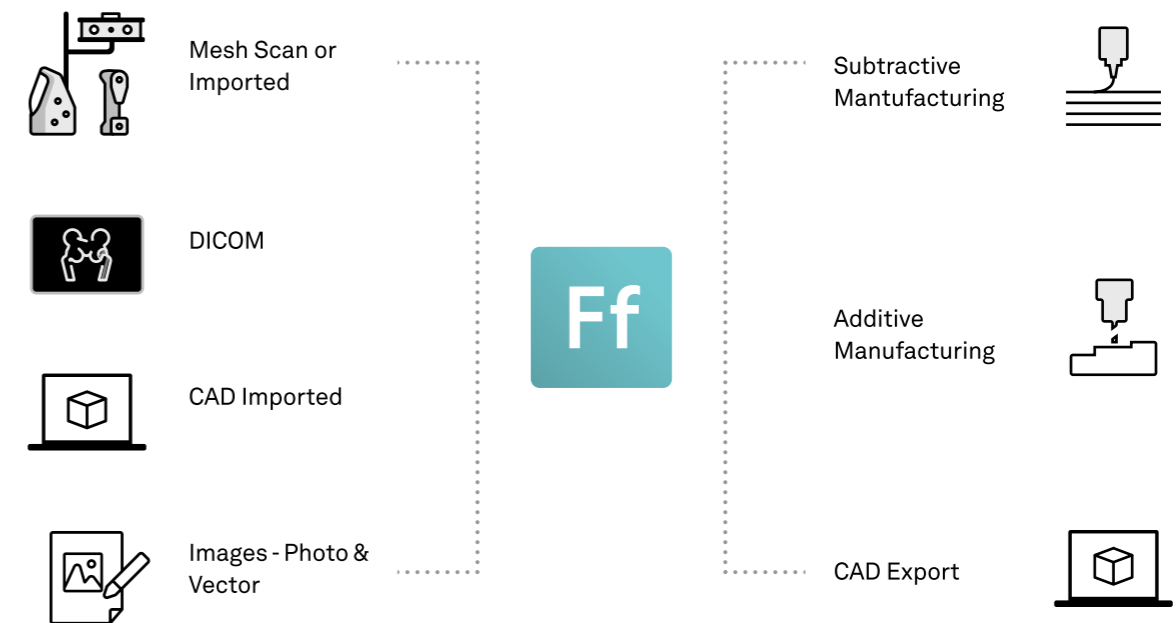 Mesh Scan or
Imported
DICOM
CAD Imported
Images - Photo &
Vector
Ff
Subtractive
Mantufacturing
Additive
Manufacturing
CAD Export